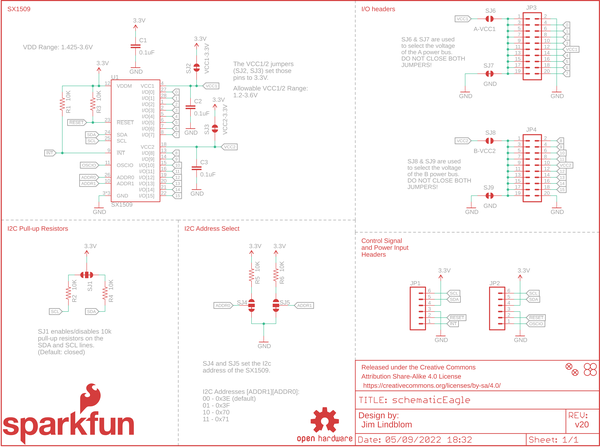 SX1509
VDD Range: 1.425-3.6V
3.3V
C1
0.1uF
GND
3.3V
U1
VDDM
VCC1
RESET
SDA
SCL
INT
OSCIO
ADDR0
ADDR1
GND
VCC2
SX1509
R1 10K
R3 10K
SJ2
VCC1-3.3V
C2
0.1uF
GND
3.3V
SJ3
VCC2-3.3V
C3
0.1uF
GND
The VCC1/2 jumpers
(SJ2, SJ3) set those
pins to 3.3V.
Allowable VCC1/2 Range:
1.2-3.6V
I/O headers
SJ6
A-VCC1
SJ6 & SJ7 are used
to select the voltage
of the A power bus.
DO NOT CLOSE BOTH
JUMPERS!
SJ7
GND
JP3
GND
SJ8
B-VCC2
SJ8 & SJ9 are used
to select the voltage
of the B power bus.
DO NOT CLOSE BOTH
JUMPERS!
SJ9
GND
JP4
GND
I2C Pull-up Resistors
3.3V
SJ1
R2 10K
R4 10K
SCL
SDA
SJ1 enables/disables 10k
pull-up resistors on the
SDA and SCL lines.
(Default: closed)
I2C Address Select
3.3V
3.3V
R5 10K
R6 10K
ADDR0
SJ4
SJ5
ADDR1
GND
SJ4 and SJ5 set the I2c
address of the SX1509.
I2C Addresses [ADDR1][ADDR0]:
00 - 0x3E (default)
01 - 0x3F
10 - 0x70
11 - 0x71
Control Signal
and Power Input
Headers
3.3V
JP1
SCL
SDA
RESET
INT
GND
3.3V
JP2
SCL
SDA
RESET
OSCIO
GND
sparkfun
open hardware
Released under the Creative Commons
Attribution Share-Alike 4.0 License
https://creativecommons.org/licenses/by-sa/4.0/
TITLE: schematicEagle
Design by:
Jim Lindblom
REV:
v20
Date: 05/09/2022 18:32
Sheet: 1/1